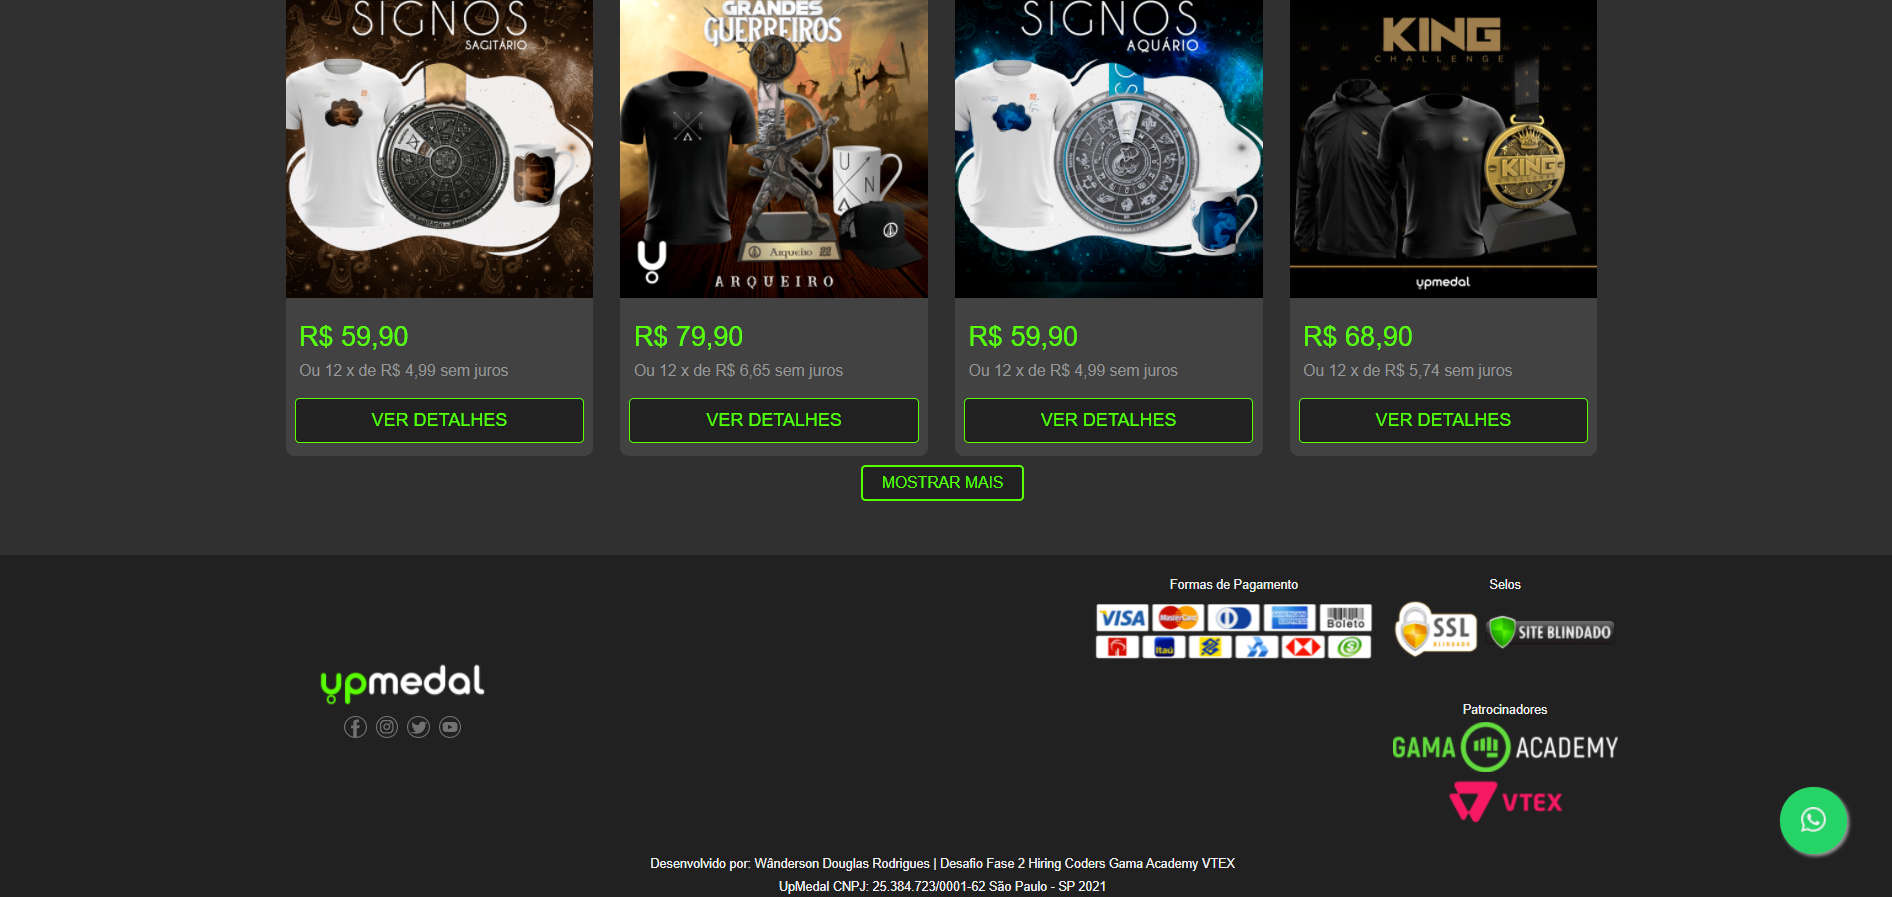 SIGNOS
SAGITÁRIO
GRANDES
GUERREIROS
U
N
A
Arqueiro
ARQUEIRO
SIGNOS
AQUÁRIO
KING
CHALLENGE
KING
upmedal
R$ 59,90
Ou 12 x de R$ 4,99 sem juros
VER DETALHES
R$ 79,90
Ou 12 x de R$ 6,65 sem juros
VER DETALHES
R$ 59,90
Ou 12 x de R$ 4,99 sem juros
VER DETALHES
R$ 68,90
Ou 12 x de R$ 5,74 sem juros
VER DETALHES
MOSTRAR MAIS
upmedal
Formas de Pagamento
VISA
MasterCard
AMERICAN EXPRESS
Boleto
Itaú
Selos
SSL
BLINDADO
SITE BLINDADO
Patrocinadores
GAMA ACADEMY
VTEX
Desenvolvido por: Wânderson Douglas Rodrigues | Desafio Fase 2 Hiring Coders Gama Academy VTEX
UpMedal CNPJ: 25.384.723/0001-62 São Paulo - SP 2021